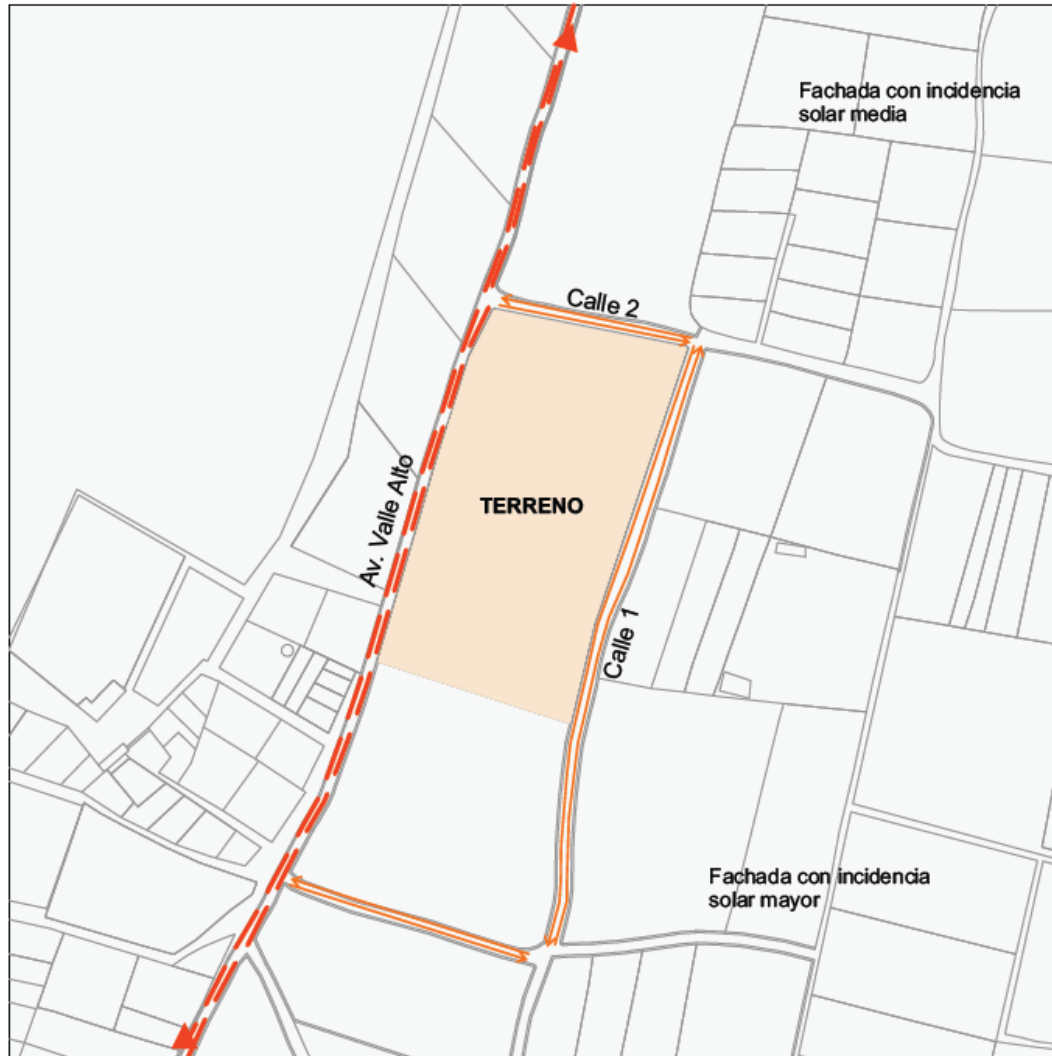 Fachada con incidencia
solar media
Calle 2
Av. Valle Alto
TERRENO
Calle 1
Fachada con incidencia
solar mayor